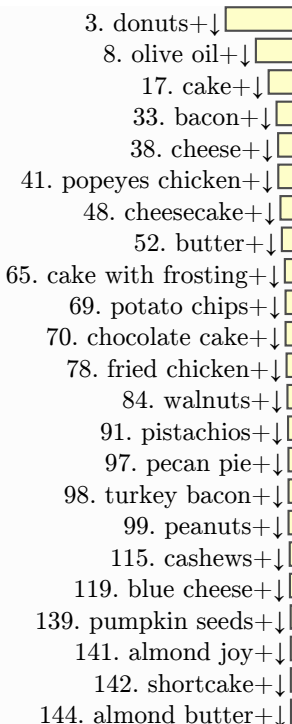 3. donuts+↓
8. olive oil+↓
17. cake+↓
33. bacon+↓
38. cheese+↓
41. popeyes chicken+↓
48. cheesecake+↓
52. butter+↓
65. cake with frosting+↓
69. potato chips+↓
70. chocolate cake+↓
78. fried chicken+↓
84. walnuts+↓
91. pistachios+↓
97. pecan pie+↓
98. turkey bacon+↓
99. peanuts+↓
115. cashews+↓
119. blue cheese+↓
139. pumpkin seeds+↓
141. almond joy+↓
142. shortcake+↓
144. almond butter+↓